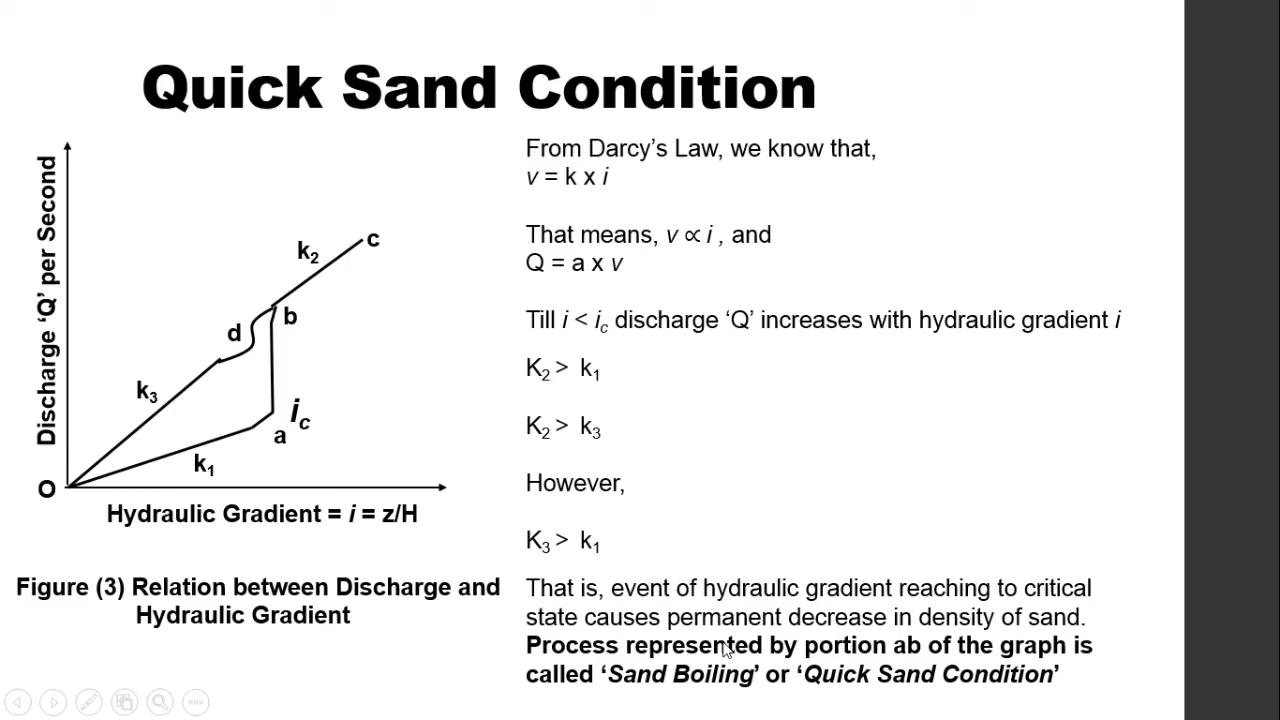 Quick Sand Condition
Discharge ‘Q’ per Second
k₂
c
d
b
k₃
i꜀
a
k₁
O
Hydraulic Gradient = i = z/H
Figure (3) Relation between Discharge and
Hydraulic Gradient
From Darcy’s Law, we know that,
v = k x i
That means, v ∝ i , and
Q = a x v
Till i < i꜀ discharge ‘Q’ increases with hydraulic gradient i
K₂ > k₁
K₂ > k₃
However,
K₃ > k₁
That is, event of hydraulic gradient reaching to critical
state causes permanent decrease in density of sand.
Process represented by portion ab of the graph is
called ‘Sand Boiling’ or ‘Quick Sand Condition’